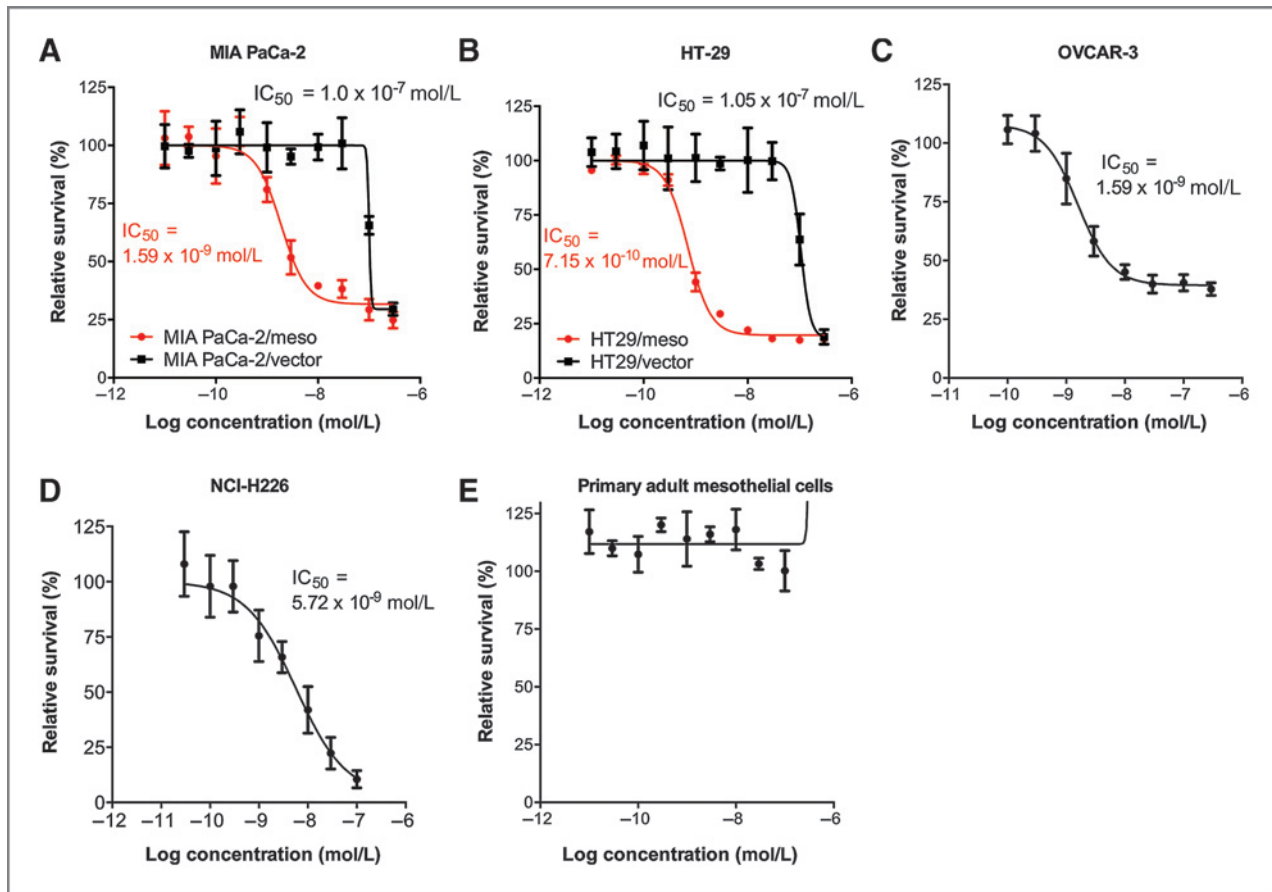 A
MIA PaCa-2
IC50 = 1.0 x 10-7 mol/L
125
100
75
50
25
0
Relative survival (%)
IC50 =
1.59 x 10-9 mol/L
MIA PaCa-2/meso
MIA PaCa-2/vector
–12 –10 –8 –6
Log concentration (mol/L)
B
HT-29
IC50 = 1.05 x 10-7 mol/L
125
100
75
50
25
0
Relative survival (%)
IC50
=
7.15 x 10-10 mol/L
HT29/meso
HT29/vector
–12 –10 –8 –6
Log concentration (mol/L)
C
OVCAR-3
125
100
75
50
25
0
Relative survival (%)
IC50 =
1.59 x 10-9 mol/L
–11 –10 –9 –8 –7 –6
Log concentration (mol/L)
D
NCI-H226
125
100
75
50
25
0
Relative survival (%)
IC50 =
5.72 x 10-9 mol/L
–12 –11 –10 –9 –8 –7 –6
Log concentration (mol/L)
E
Primary adult mesothelial cells
125
100
75
50
25
0
Relative survival (%)
–12 –10 –8 –6
Log concentration (mol/L)